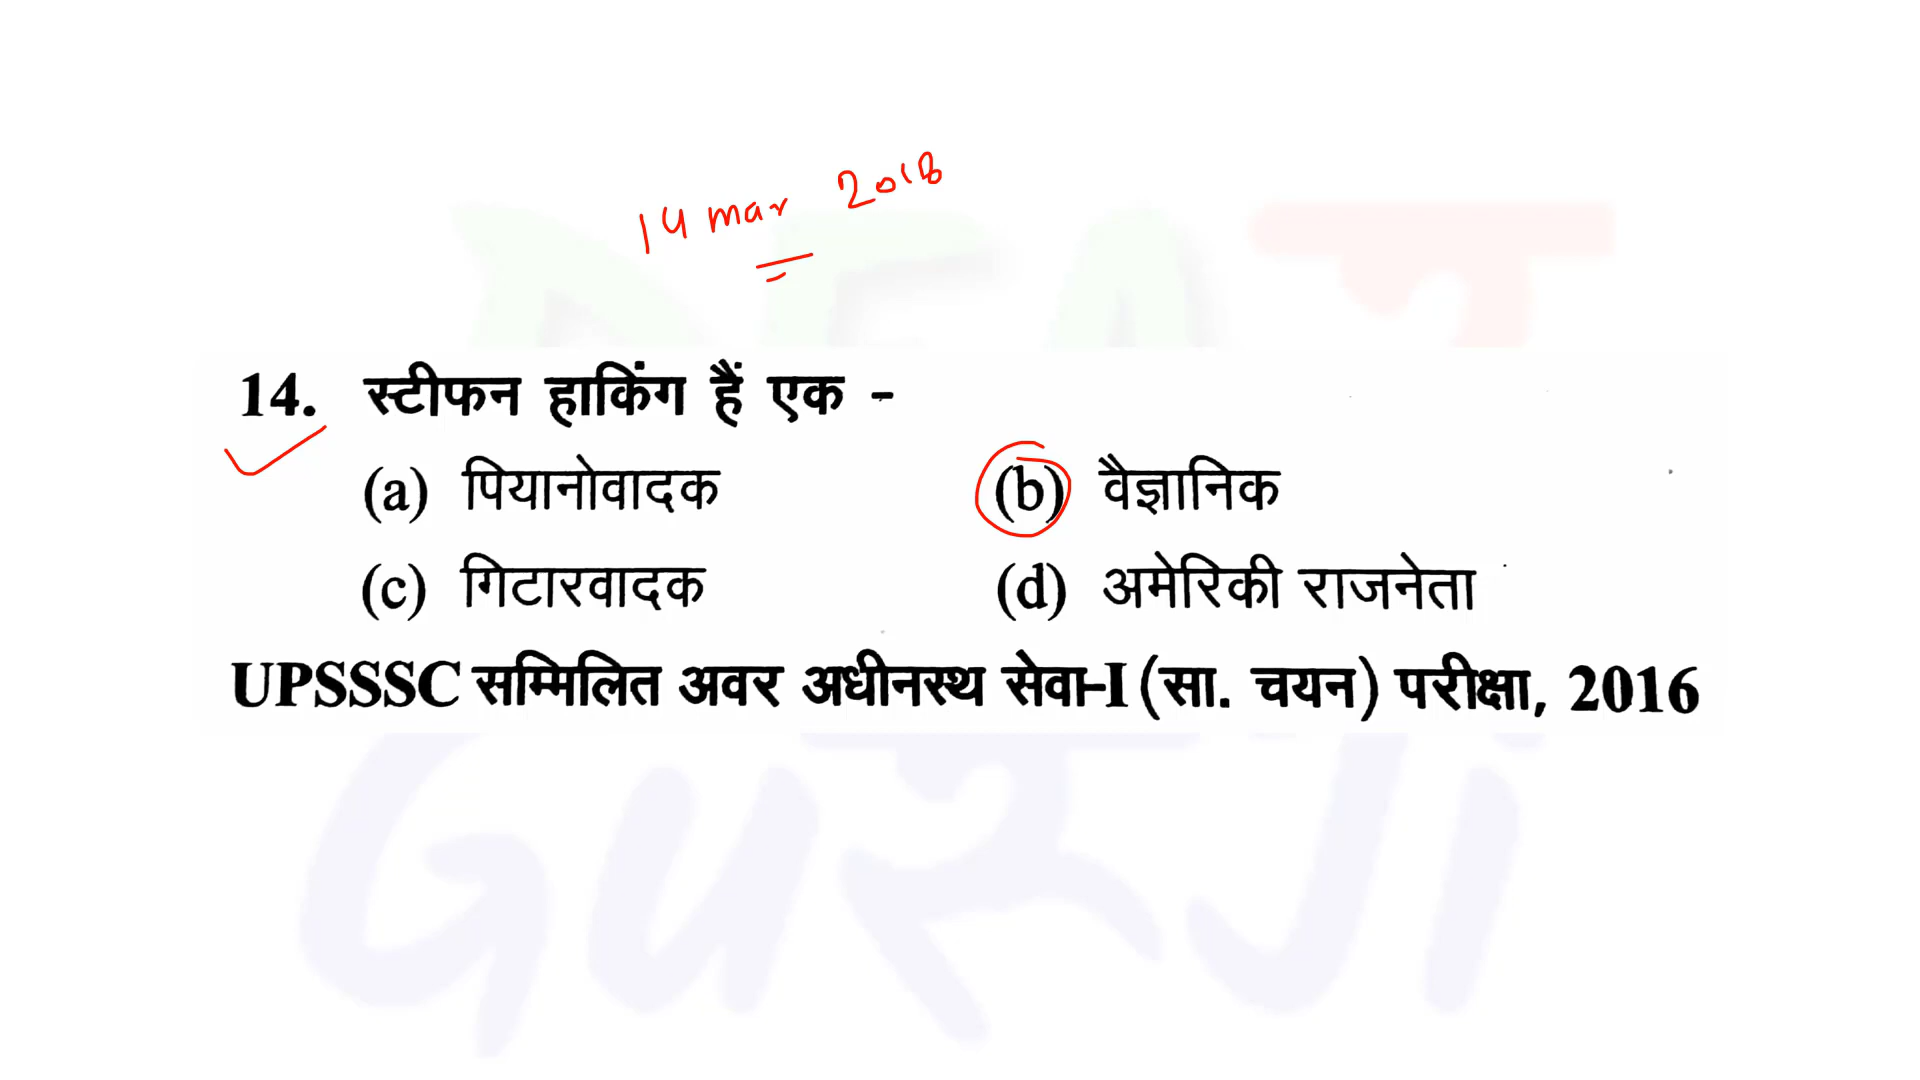 14 mar 2018
14. स्टीफन हाकिंग हैं एक -
(a) पियानोवादक (b) वैज्ञानिक
(c) गिटारवादक (d) अमेरिकी राजनेता
UPSSSC सम्मिलित अवर अधीनस्थ सेवा-I (सा. चयन) परीक्षा, 2016